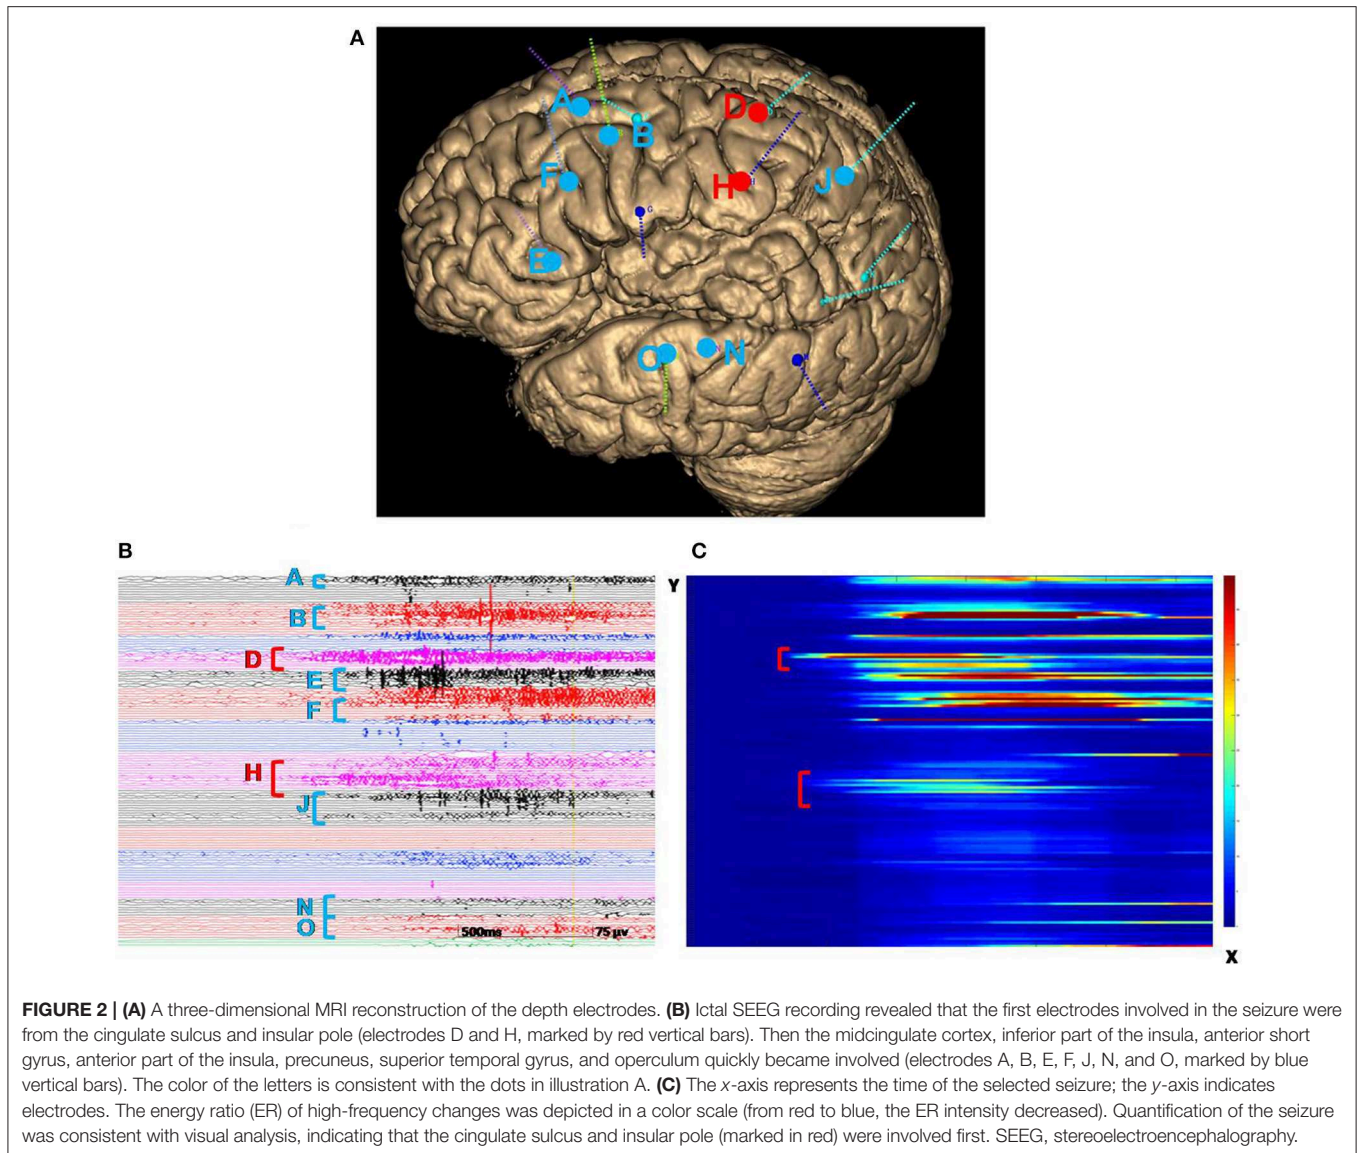 A
A
B
D
F
H
J
E
G
O
N
B
C
A
B
D
E
F
H
J
N
O
500ms
75 μv
Y
X
FIGURE 2 | (A) A three-dimensional MRI reconstruction of the depth electrodes. (B) Ictal SEEG recording revealed that the first electrodes involved in the seizure were
from the cingulate sulcus and insular pole (electrodes D and H, marked by red vertical bars). Then the midcingulate cortex, inferior part of the insula, anterior short
gyrus, anterior part of the insula, precuneus, superior temporal gyrus, and operculum quickly became involved (electrodes A, B, E, F, J, N, and O, marked by blue
vertical bars). The color of the letters is consistent with the dots in illustration A. (C) The x-axis represents the time of the selected seizure; the y-axis indicates
electrodes. The energy ratio (ER) of high-frequency changes was depicted in a color scale (from red to blue, the ER intensity decreased). Quantification of the seizure
was consistent with visual analysis, indicating that the cingulate sulcus and insular pole (marked in red) were involved first. SEEG, stereoelectroencephalography.